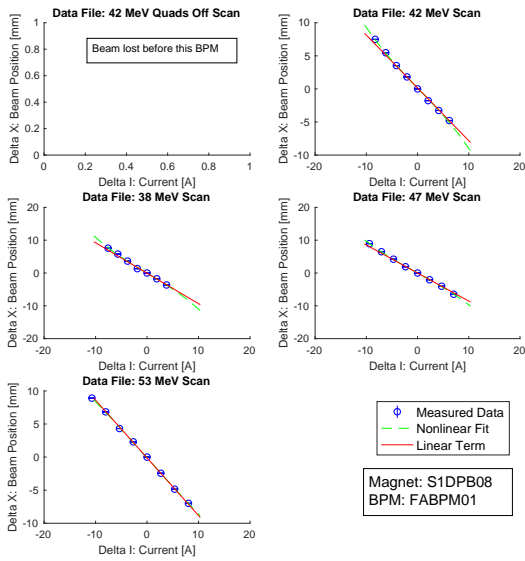 Data File: 42 MeV Quads Off Scan
Delta X: Beam Position [mm]
1
0.8
0.6
0.4
0.2
0
Beam lost before this BPM
0 0.2 0.4 0.6 0.8 1
Delta I: Current [A]
Data File: 42 MeV Scan
Delta X: Beam Position [mm]
10
5
0
-5
-10
-20 -10 0 10 20
Delta I: Current [A]
Data File: 38 MeV Scan
Delta X: Beam Position [mm]
20
10
0
-10
-20
-20 -10 0 10 20
Delta I: Current [A]
Data File: 47 MeV Scan
Delta X: Beam Position [mm]
20
10
0
-10
-20
-20 -10 0 10 20
Delta I: Current [A]
Data File: 53 MeV Scan
Delta X: Beam Position [mm]
10
5
0
-5
-10
-20 -10 0 10 20
Delta I: Current [A]
Measured Data
Nonlinear Fit
Linear Term
Magnet: S1DPB08
BPM: FABPM01